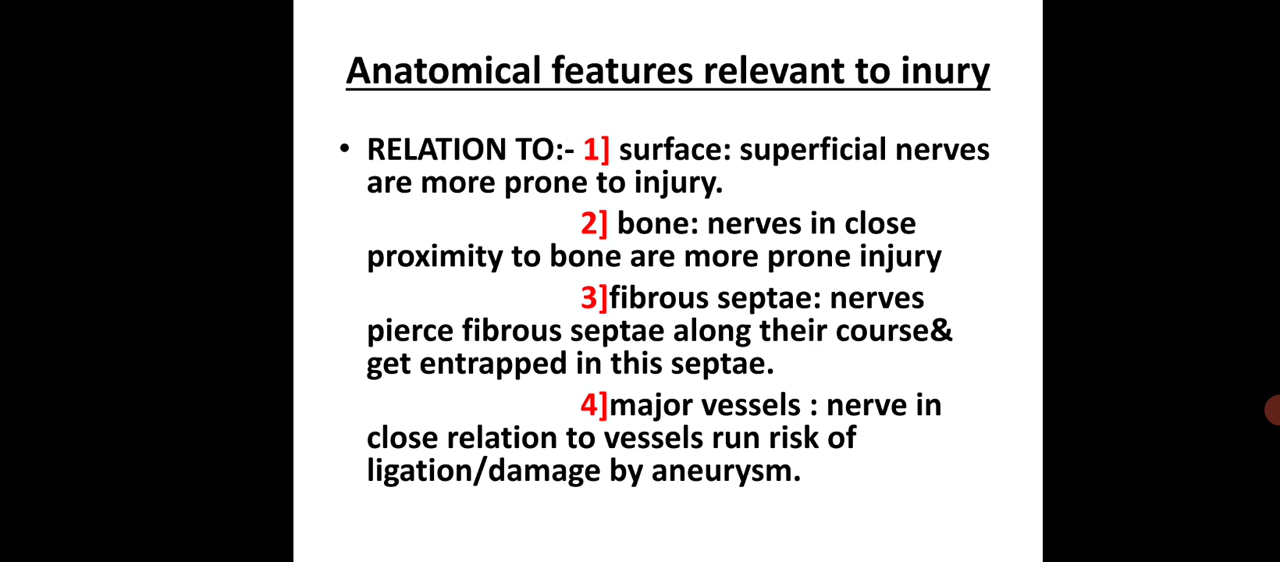 Anatomical features relevant to inury
• RELATION TO:- 1] surface: superficial nerves
are more prone to injury.
2] bone: nerves in close
proximity to bone are more prone injury
3]fibrous septae: nerves
pierce fibrous septae along their course&
get entrapped in this septae.
4]major vessels : nerve in
close relation to vessels run risk of
ligation/damage by aneurysm.